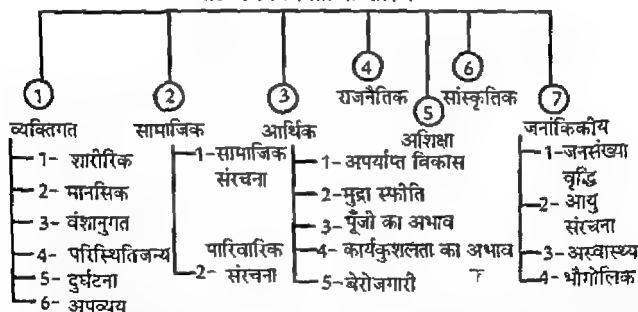 1
व्यक्तिगत
1- शारीरिक
2- मानसिक
3- वंशानुगत
4- परिस्थितिजन्य
5- दुर्घटना
6- अपव्यय
2
सामाजिक
1-सामाजिक
संरचना
पारिवारिक
2- संरचना
3
आर्थिक
1- अपर्याप्त विकास
2-मुद्रा स्फीति
3- पूँजी का अभाव
4-कार्यकुशलता का अभाव
5-बेरोजगारी
4
राजनैतिक
5
अशिक्षा
6
सांस्कृतिक
7
जनांकिकीय
1-जनसंख्या
वृद्धि
2- आयु
संरचना
3-अस्वास्थ्य
4-भौगोलिक